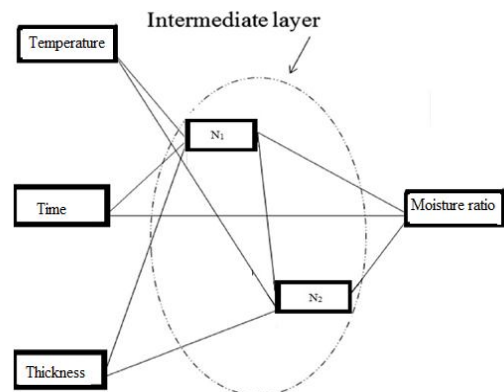 Intermediate layer
Temperature
N1
Time
Moisture ratio
N2
Thickness